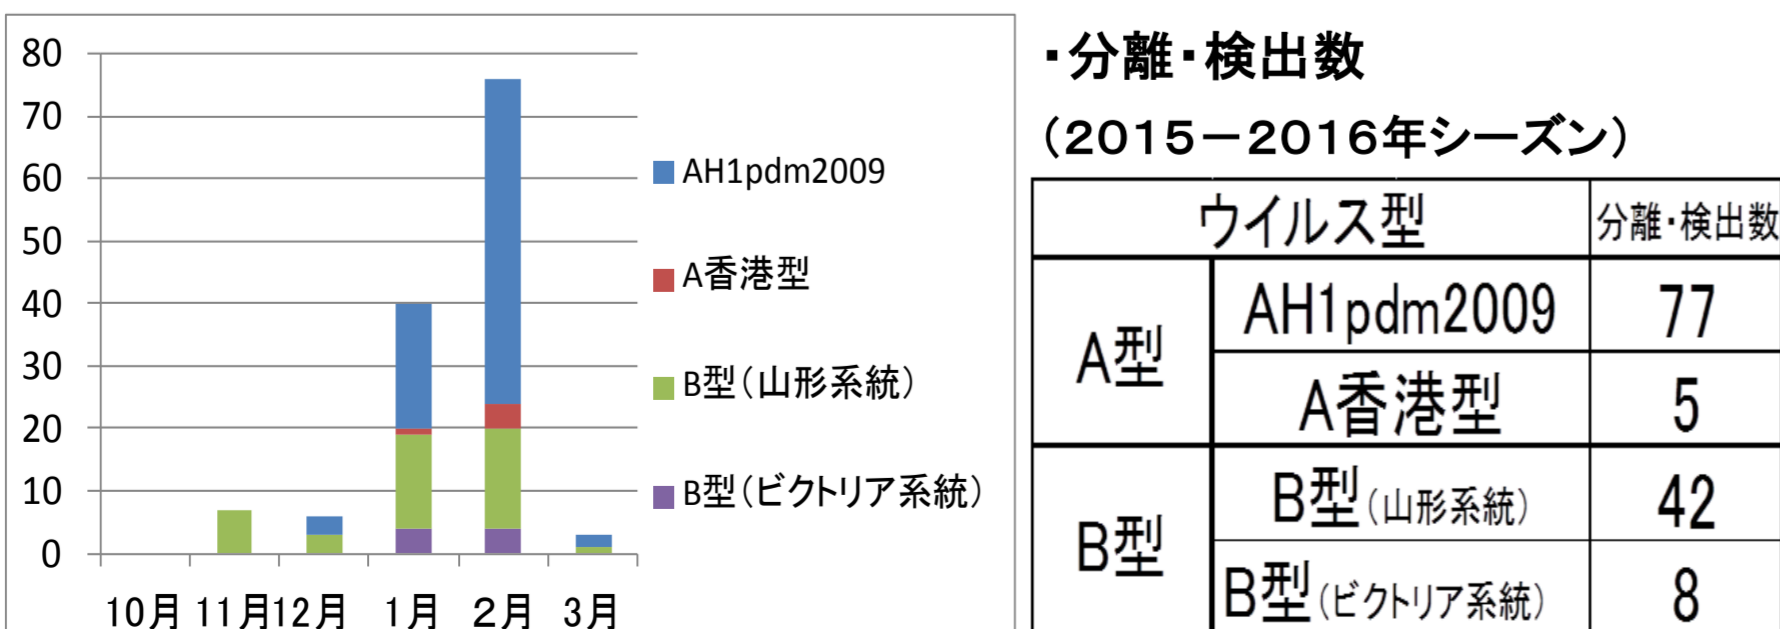 80
70
60
50
40
30
20
10
0
10月 11月 12月 1月 2月 3月
AH1pdm2009
A香港型
B型(山形系統)
B型(ビクトリア系統)
・分離・検出数
(2015-2016年シーズン)
ウイルス型 分離・検出数
A型 AH1pdm2009 77
A香港型 5
B型 B型(山形系統) 42
B型(ビクトリア系統) 8